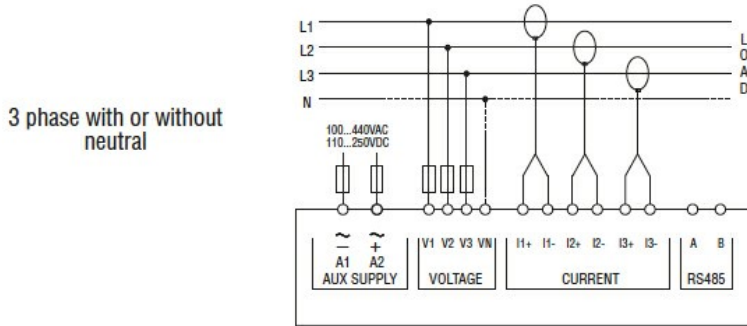 3 phase with or without
neutral
L1
L2
L3
N
LOAD
100...440VAC
110...250VDC
~ ~
– +
A1 A2
AUX SUPPLY
V1 V2 V3 VN
VOLTAGE
I1+ I1- I2+ I2- I3+ I3-
CURRENT
A B
RS485